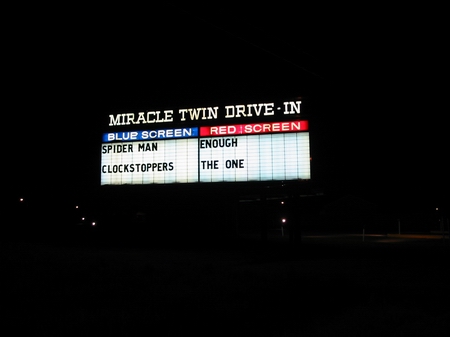 MIRACLE TWIN DRIVE-IN
BLUE SCREEN
SPIDER MAN
CLOCKSTOPPERS
RED SCREEN
ENOUGH
THE ONE